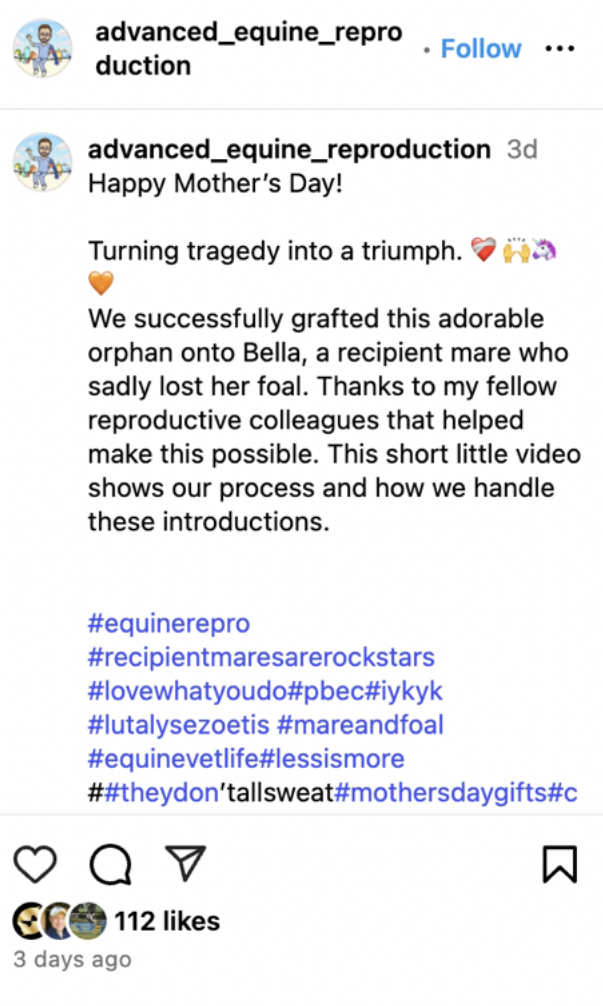 advanced_equine_repro
duction
• Follow •••
advanced_equine_reproduction 3d
Happy Mother's Day!
Turning tragedy into a triumph. ❤️‍🩹 🙌🦄
🧡
We successfully grafted this adorable
orphan onto Bella, a recipient mare who
sadly lost her foal. Thanks to my fellow
reproductive colleagues that helped
make this possible. This short little video
shows our process and how we handle
these introductions.
#equinerepro
#recipientmaresarerockstars
#lovewhatyoudo#pbec#iykyk
#lutalysezoetis #mareandfoal
#equinevetlife#lessismore
##theydon'tallsweat#mothersdaygifts#c
112 likes
3 days ago